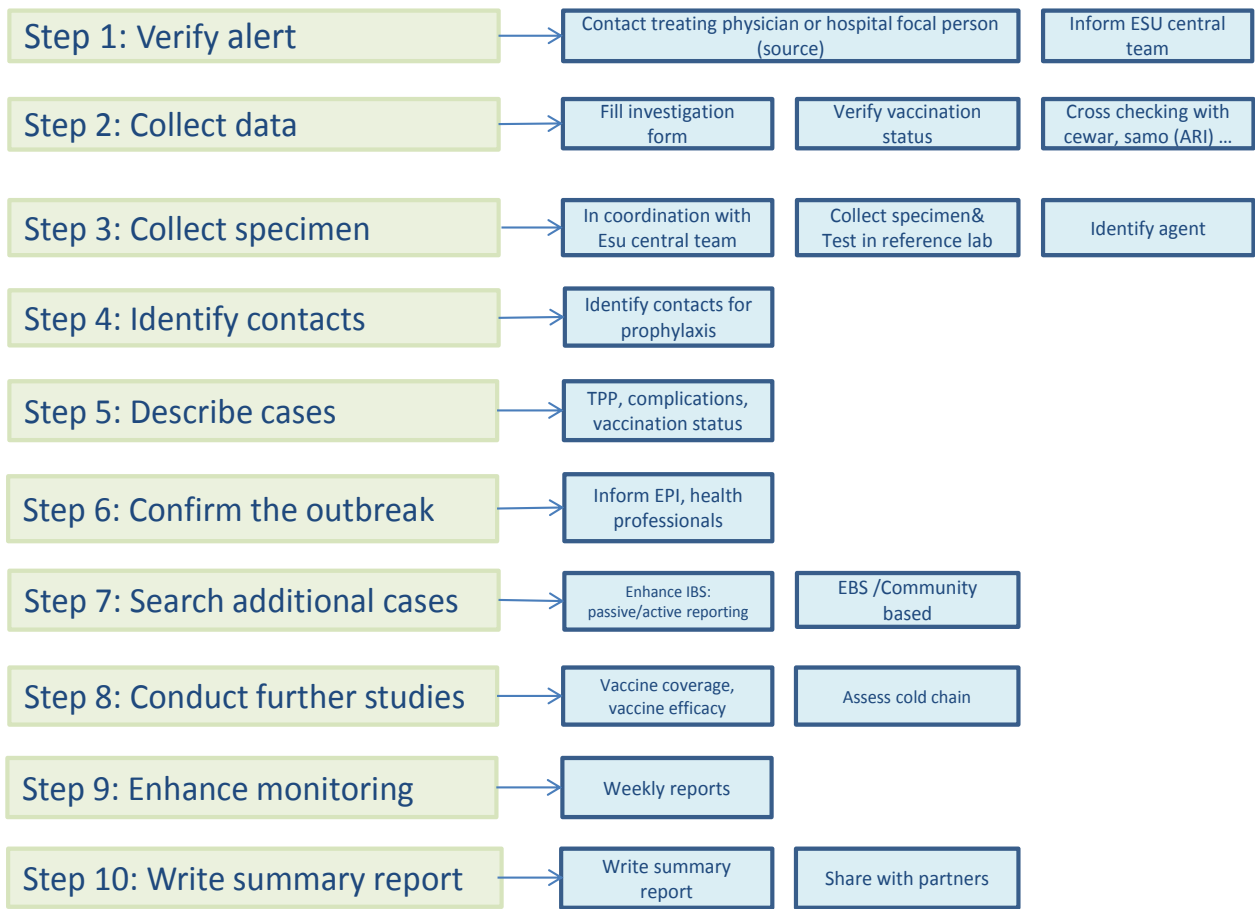 Step 1: Verify alert
Contact treating physician or hospital focal person
(source)
Inform ESU central
team
Step 2: Collect data
Fill investigation
form
Verify vaccination
status
Cross checking with
cewar, samo (ARI) ...
Step 3: Collect specimen
In coordination with
Esu central team
Collect specimen&
Test in reference lab
Identify agent
Step 4: Identify contacts
Identify contacts for
prophylaxis
Step 5: Describe cases
TPP, complications,
vaccination status
Step 6: Confirm the outbreak
Inform EPI, health
professionals
Step 7: Search additional cases
Enhance IBS:
passive/active reporting
EBS /Community
based
Step 8: Conduct further studies
Vaccine coverage,
vaccine efficacy
Assess cold chain
Step 9: Enhance monitoring
Weekly reports
Step 10: Write summary report
Write summary
report
Share with partners